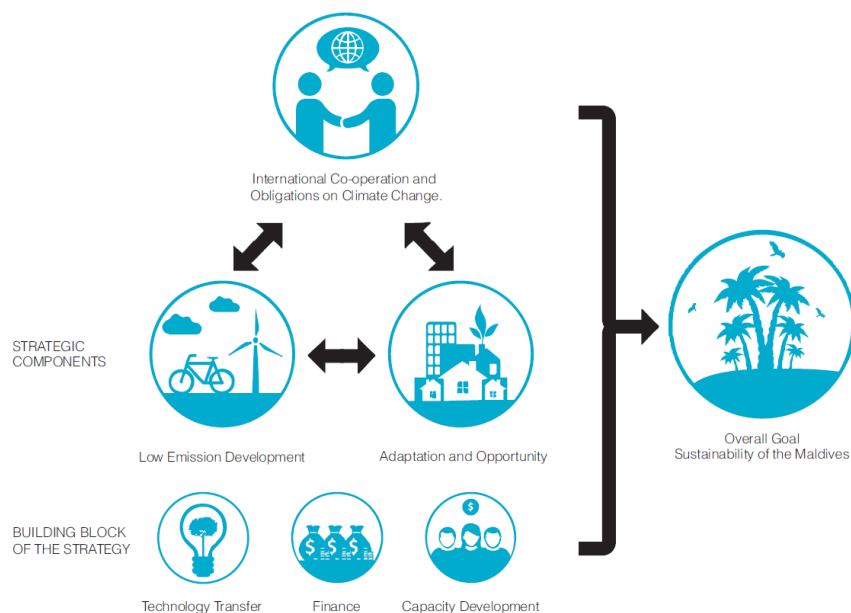 International Co-operation and
Obligations on Climate Change.
STRATEGIC
COMPONENTS
Low Emission Development
Adaptation and Opportunity
Overall Goal
Sustainability of the Maldives
BUILDING BLOCK
OF THE STRATEGY
$
$
$
$
Technology Transfer
Finance
Capacity Development